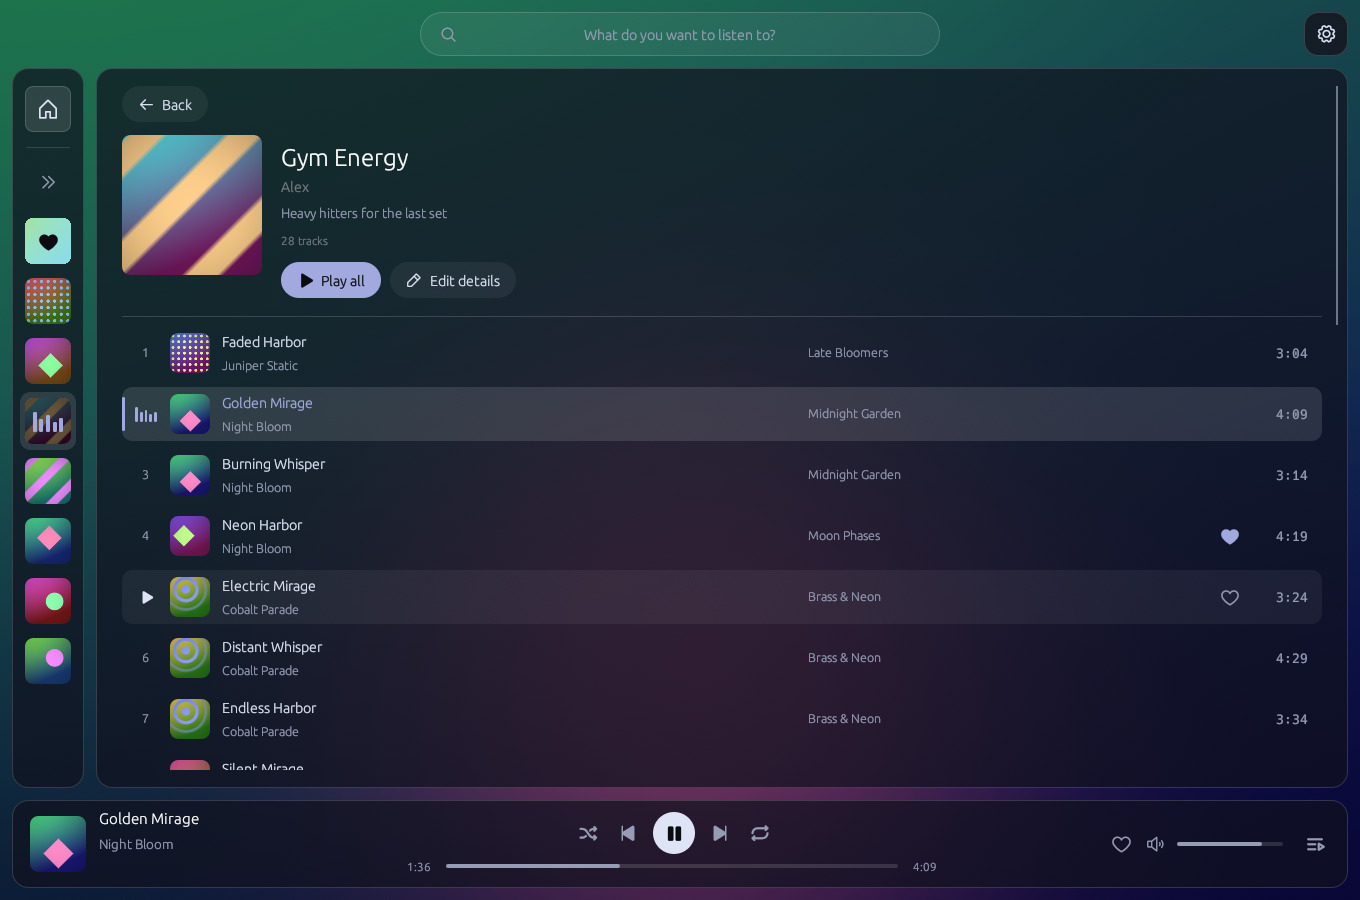 What do you want to listen to?
Back
Gym Energy
Alex
Heavy hitters for the last set
28 tracks
Play all
Edit details
1
Faded Harbor
Juniper Static
Late Bloomers
3:04
Golden Mirage
Night Bloom
Midnight Garden
4:09
3
Burning Whisper
Night Bloom
Midnight Garden
3:14
4
Neon Harbor
Night Bloom
Moon Phases
4:19
Electric Mirage
Cobalt Parade
Brass & Neon
3:24
6
Distant Whisper
Cobalt Parade
Brass & Neon
4:29
7
Endless Harbor
Cobalt Parade
Brass & Neon
3:34
Silent Mirage
Golden Mirage
Night Bloom
1:36
4:09